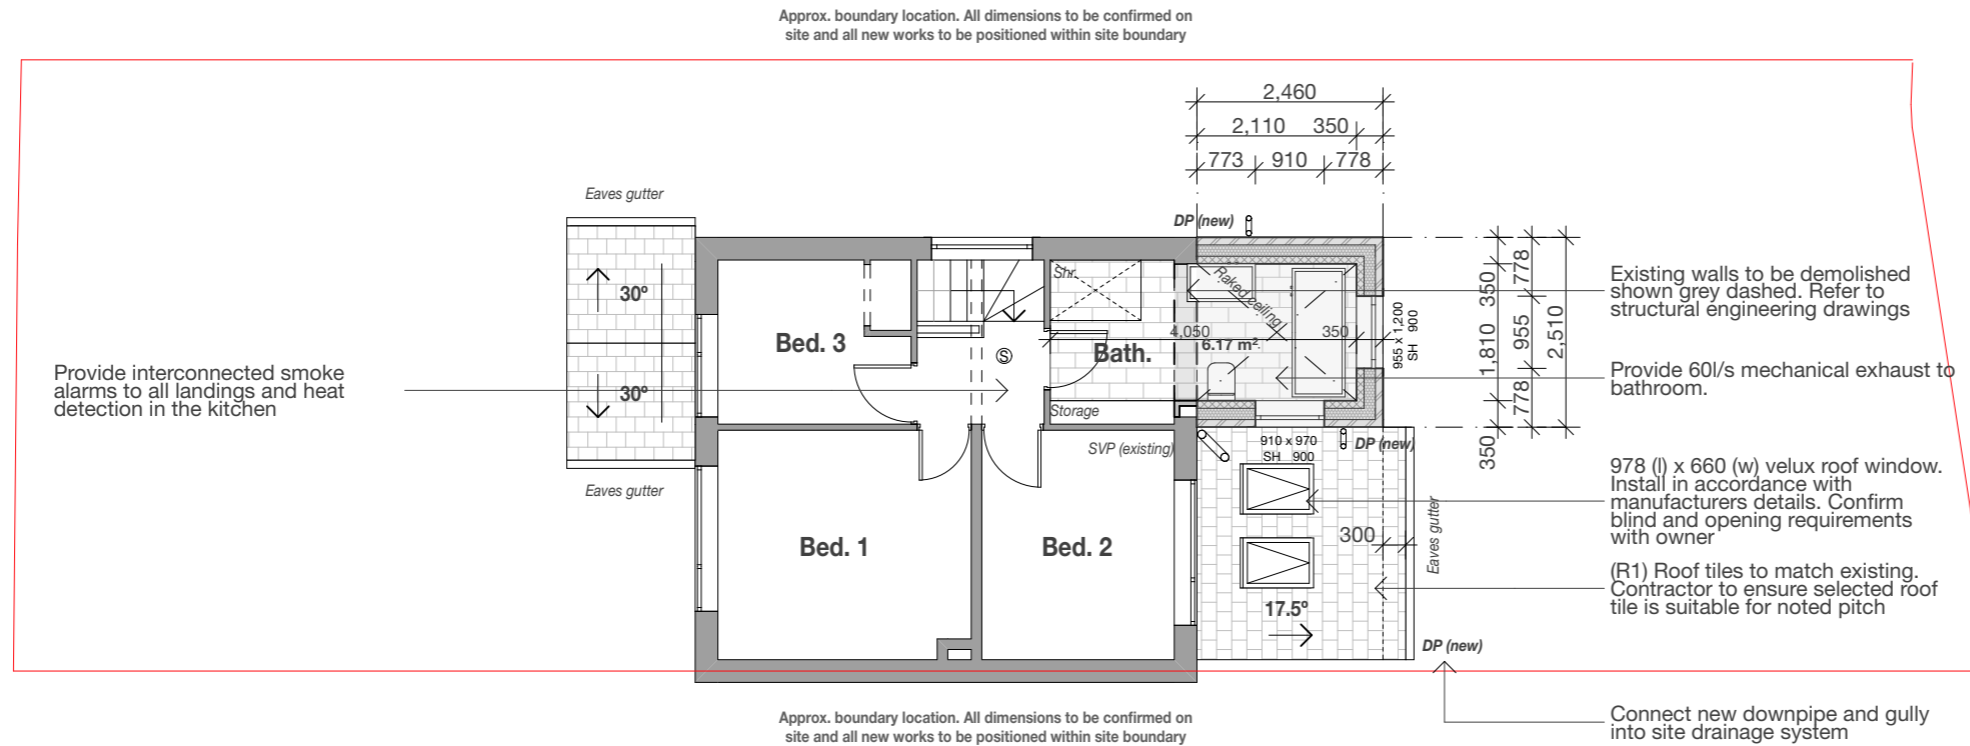 Approx. boundary location. All dimensions to be confirmed on
site and all new works to be positioned within site boundary
2,460
2,110 350
773 910 778
Eaves gutter
DP (new)
30º
30º
Eaves gutter
Provide interconnected smoke
alarms to all landings and heat
detection in the kitchen
Bed. 3
S
Shr.
Raked ceiling
4,050
350
Bath.
6.17 m²
Storage
SVP (existing)
955 x 1,200
SH 900
350
1,810
350
778
955
778
2,510
Bed. 1
Bed. 2
910 x 970
SH 900
DP (new)
300
Eaves gutter
17.5º
DP (new)
Existing walls to be demolished
shown grey dashed. Refer to
structural engineering drawings
Provide 60l/s mechanical exhaust to
bathroom.
978 (l) x 660 (w) velux roof window.
Install in accordance with
manufacturers details. Confirm
blind and opening requirements
with owner
(R1) Roof tiles to match existing.
Contractor to ensure selected roof
tile is suitable for noted pitch
Connect new downpipe and gully
into site drainage system
Approx. boundary location. All dimensions to be confirmed on
site and all new works to be positioned within site boundary